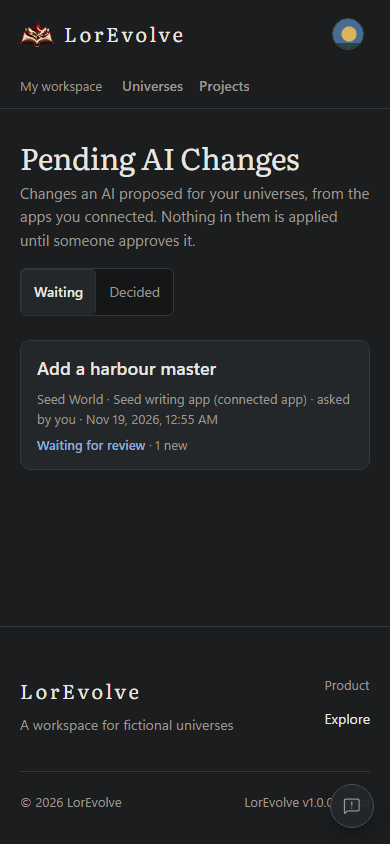 LorEvolve
My workspace Universes Projects
Pending AI Changes
Changes an AI proposed for your universes, from the
apps you connected. Nothing in them is applied
until someone approves it.
Waiting Decided
Add a harbour master
Seed World · Seed writing app (connected app) · asked
by you · Nov 19, 2026, 12:55 AM
Waiting for review · 1 new
LorEvolve
Product
A workspace for fictional universes
Explore
© 2026 LorEvolve
LorEvolve v1.0.0